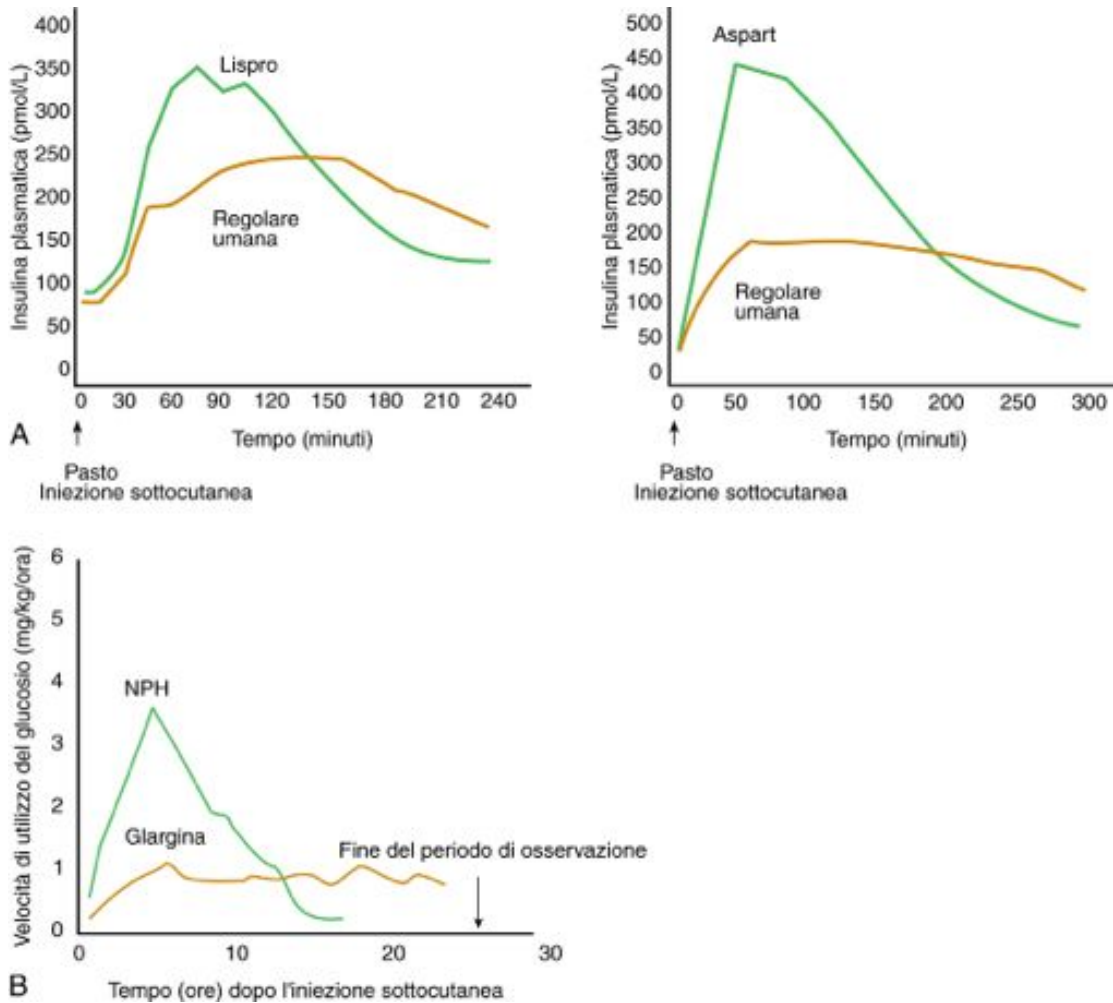 400
350
300
250
200
150
100
50
0
Insulina plasmatica (pmol/L)
Lispro
Regolare
umana
0 30 60 90 120 150 180 210 240
A
Tempo (minuti)
Pasto
Iniezione sottocutanea
500
450
400
350
300
250
200
150
100
50
0
Insulina plasmatica (pmol/L)
Aspart
Regolare
umana
0 50 100 150 200 250 300
Tempo (minuti)
Pasto
Iniezione sottocutanea
6
5
4
3
2
1
0
Velocità di utilizzo del glucosio (mg/kg/ora)
NPH
Glargina
Fine del periodo di osservazione
0 10 20 30
B
Tempo (ore) dopo l'iniezione sottocutanea